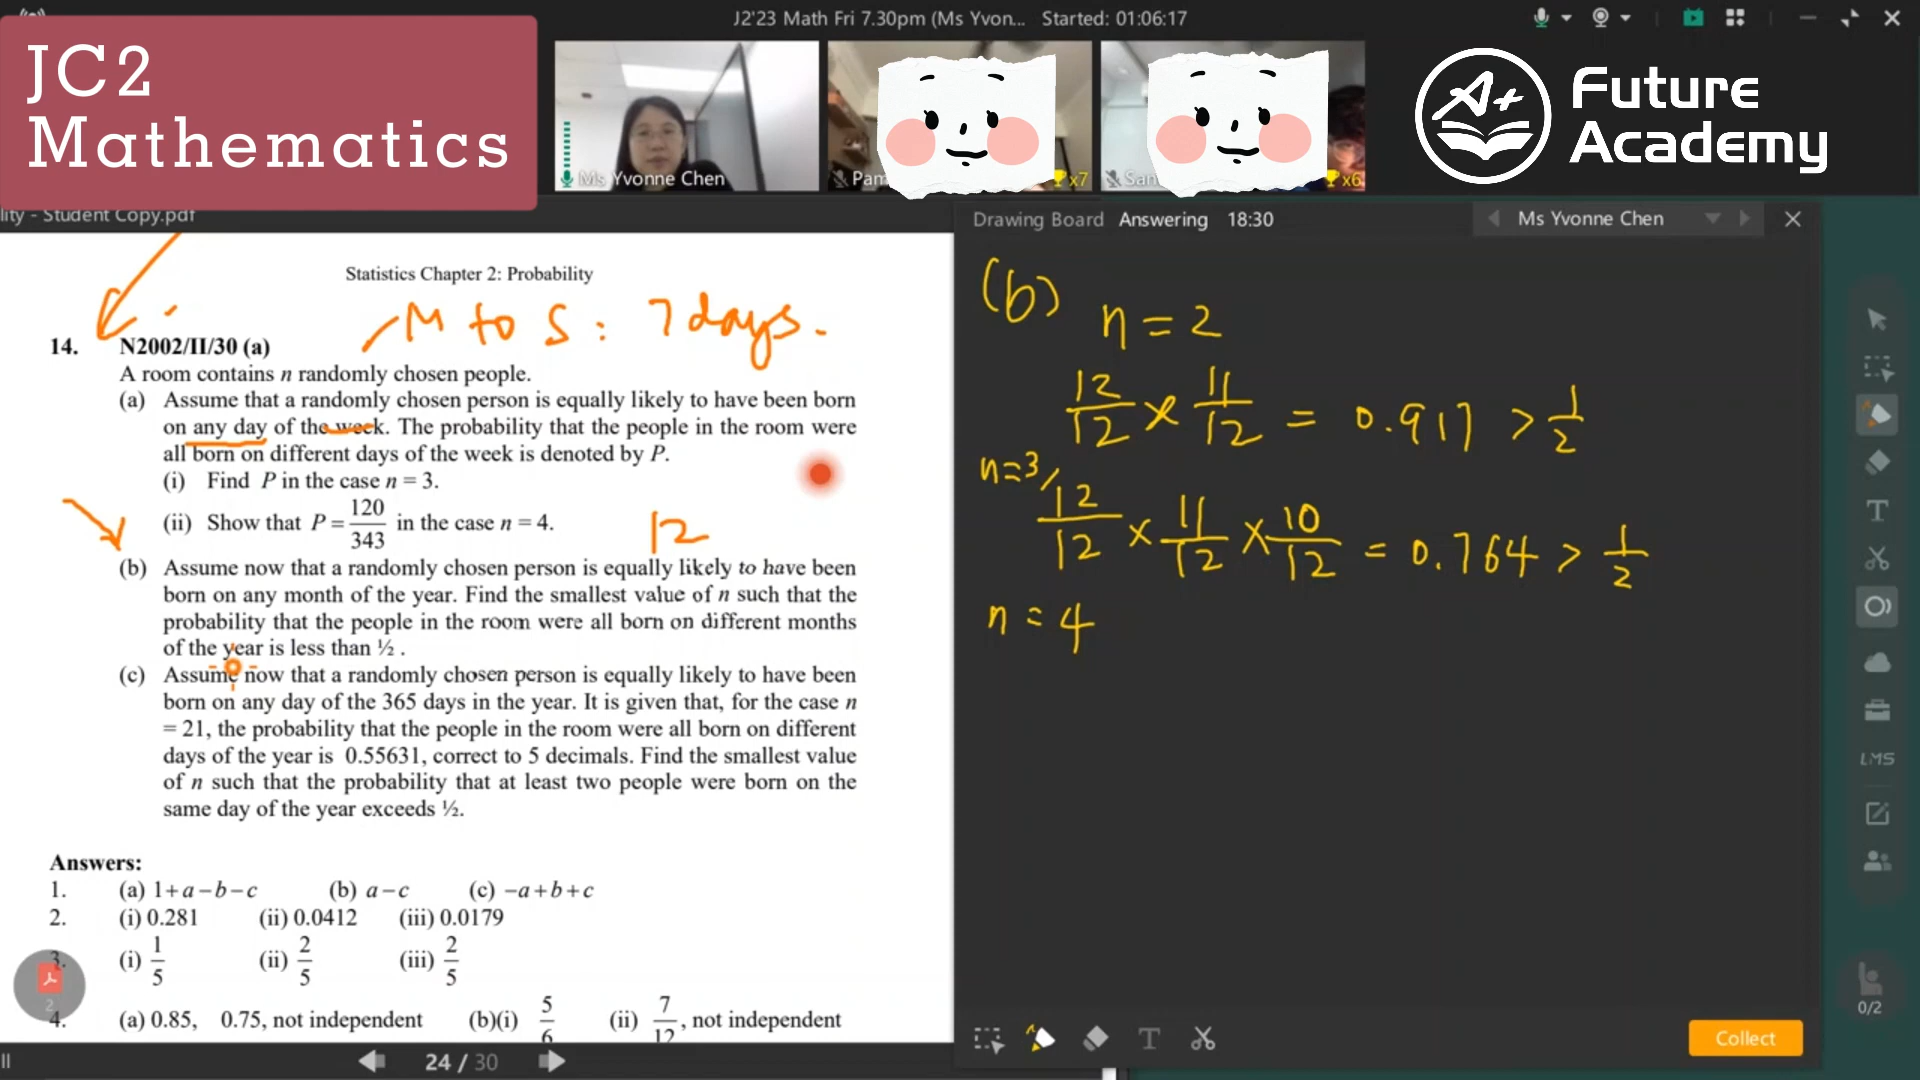 J2'23 Math Fri 7.30pm (Ms Yvon... Started: 01:06:17
JC2
Mathematics
Ms Yvonne Chen
Pam
x7
San
x6
A+
Future
Academy
lity - Student Copy.pdf
Statistics Chapter 2: Probability
M to S : 7 days.
14. N2002/II/30 (a)
A room contains n randomly chosen people.
(a) Assume that a randomly chosen person is equally likely to have been born
on any day of the week. The probability that the people in the room were
all born on different days of the week is denoted by P.
(i) Find P in the case n = 3.
(ii) Show that P = 120/343 in the case n = 4.
12
(b) Assume now that a randomly chosen person is equally likely to have been
born on any month of the year. Find the smallest value of n such that the
probability that the people in the room were all born on different months
of the year is less than ½ .
(c) Assume now that a randomly chosen person is equally likely to have been
born on any day of the 365 days in the year. It is given that, for the case n
= 21, the probability that the people in the room were all born on different
days of the year is 0.55631, correct to 5 decimals. Find the smallest value
of n such that the probability that at least two people were born on the
same day of the year exceeds ½.
Answers:
1. (a) 1+a−b−c (b) a−c (c) −a+b+c
2. (i) 0.281 (ii) 0.0412 (iii) 0.0179
3. (i) 1/5 (ii) 2/5 (iii) 2/5
4. (a) 0.85, 0.75, not independent (b)(i) 5/6 (ii) 7/12, not independent
2
24 / 30
Drawing Board Answering 18:30
Ms Yvonne Chen
(b) n = 2
12/12 × 11/12 = 0.917 > 1/2
n=3,
12/12 × 11/12 × 10/12 = 0.764 > 1/2
n = 4
T
LMS
0/2
T
Collect